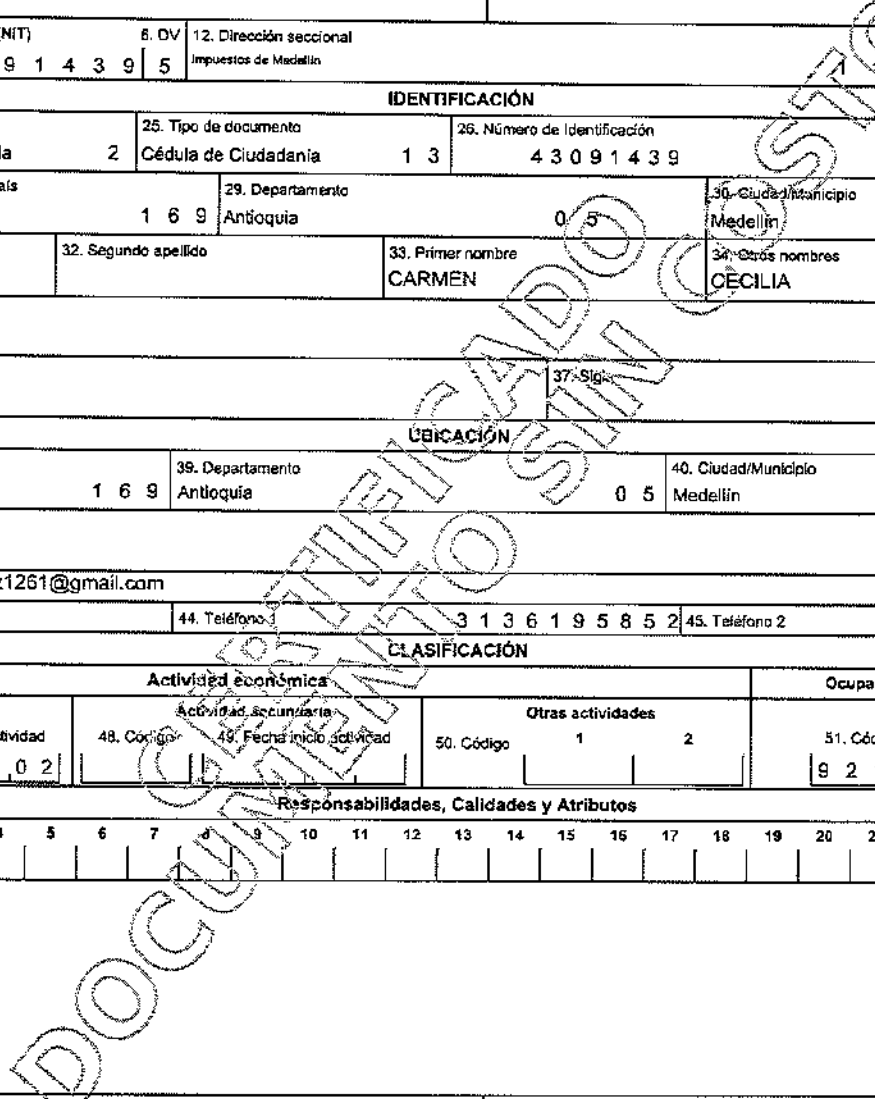 (NIT) 6. DV 12. Dirección seccional
9 1 4 3 9 5 Impuestos de Medellín 1
IDENTIFICACIÓN
25. Tipo de documento 26. Número de Identificación
2 Cédula de Ciudadanía 1 3 4 3 0 9 1 4 3 9
29. Departamento 30. Ciudad/Municipio
1 6 9 Antioquia 0 5 Medellín
32. Segundo apellido 33. Primer nombre 34. Otros nombres
CARMEN CECILIA
37. Sigla
UBICACIÓN
39. Departamento 40. Ciudad/Municipio
1 6 9 Antioquia 0 5 Medellín
1261@gmail.com
44. Teléfono 1 3 1 3 6 1 9 5 8 5 2 45. Teléfono 2
CLASIFICACIÓN
Actividad económica Ocupa
Actividad secundaria Otras actividades
tividad 48. Código 49. Fecha inicio actividad 50. Código 1 2 51. Cód
0 2 9 2
Responsabilidades, Calidades y Atributos
5 6 7 8 9 10 11 12 13 14 15 16 17 18 19 20 2
CERTIFICADO
DOCUMENTO SIN COSTO